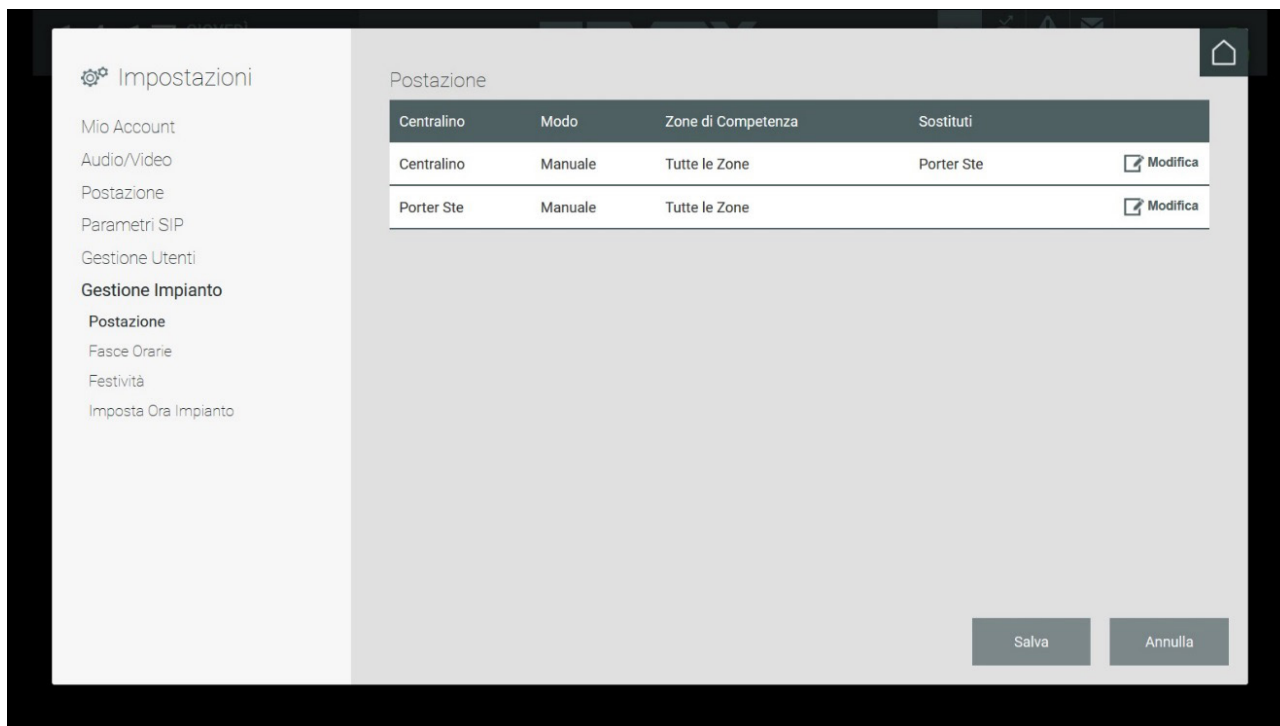 Impostazioni
Mio Account
Audio/Video
Postazione
Parametri SIP
Gestione Utenti
Gestione Impianto
Postazione
Fasce Orarie
Festività
Imposta Ora Impianto
Postazione
Centralino Modo Zone di Competenza Sostituti
Centralino Manuale Tutte le Zone Porter Ste Modifica
Porter Ste Manuale Tutte le Zone Modifica
Salva Annulla